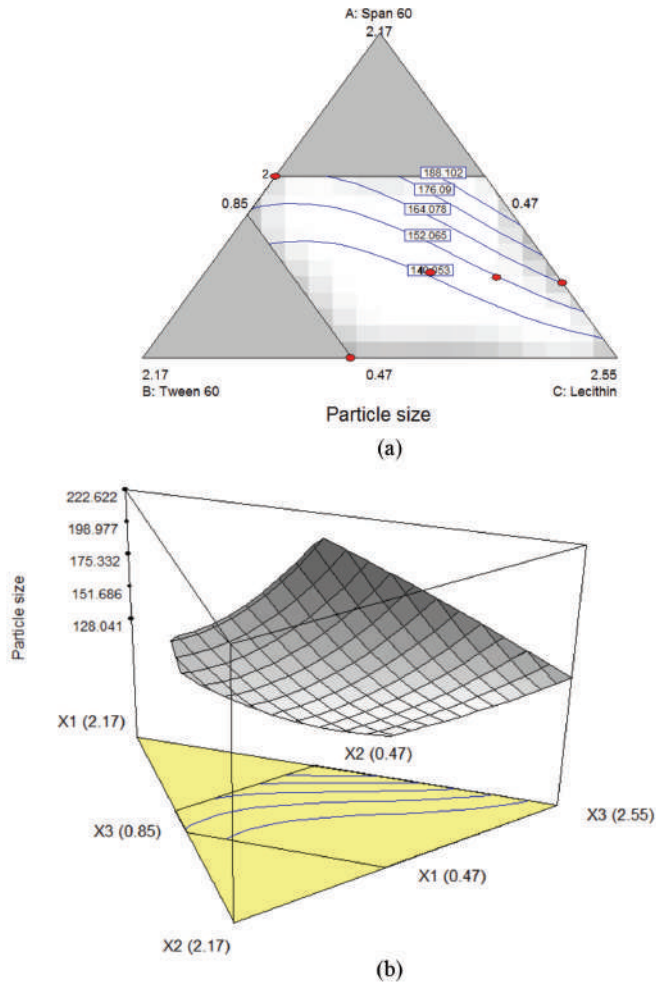 A: Span 60
2.17
188.102
2
176.09
0.85
164.078
0.47
152.065
2.17
0.47
2.55
B: Tween 60
C: Lecithin
Particle size
(a)
222.622
198.977
175.332
151.686
128.041
Particle size
X1 (2.17)
X2 (0.47)
X3 (0.85)
X3 (2.55)
X1 (0.47)
X2 (2.17)
(b)